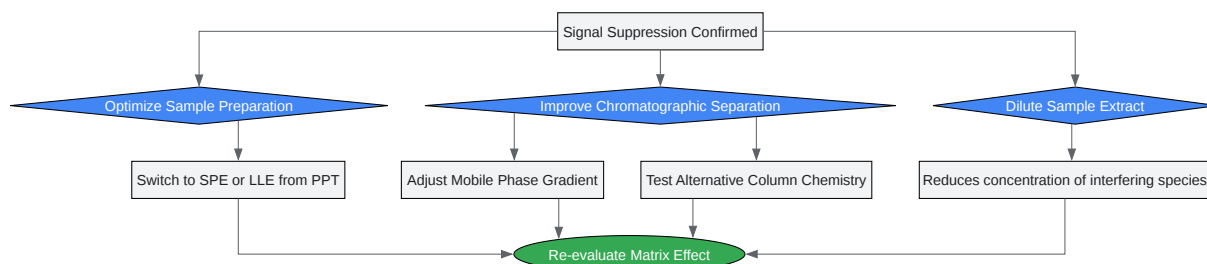 Signal Suppression Confirmed
Optimize Sample Preparation
Improve Chromatographic Separation
Dilute Sample Extract
Switch to SPE or LLE from PPT
Adjust Mobile Phase Gradient
Test Alternative Column Chemistry
Reduces concentration of interfering species
Re-evaluate Matrix Effect